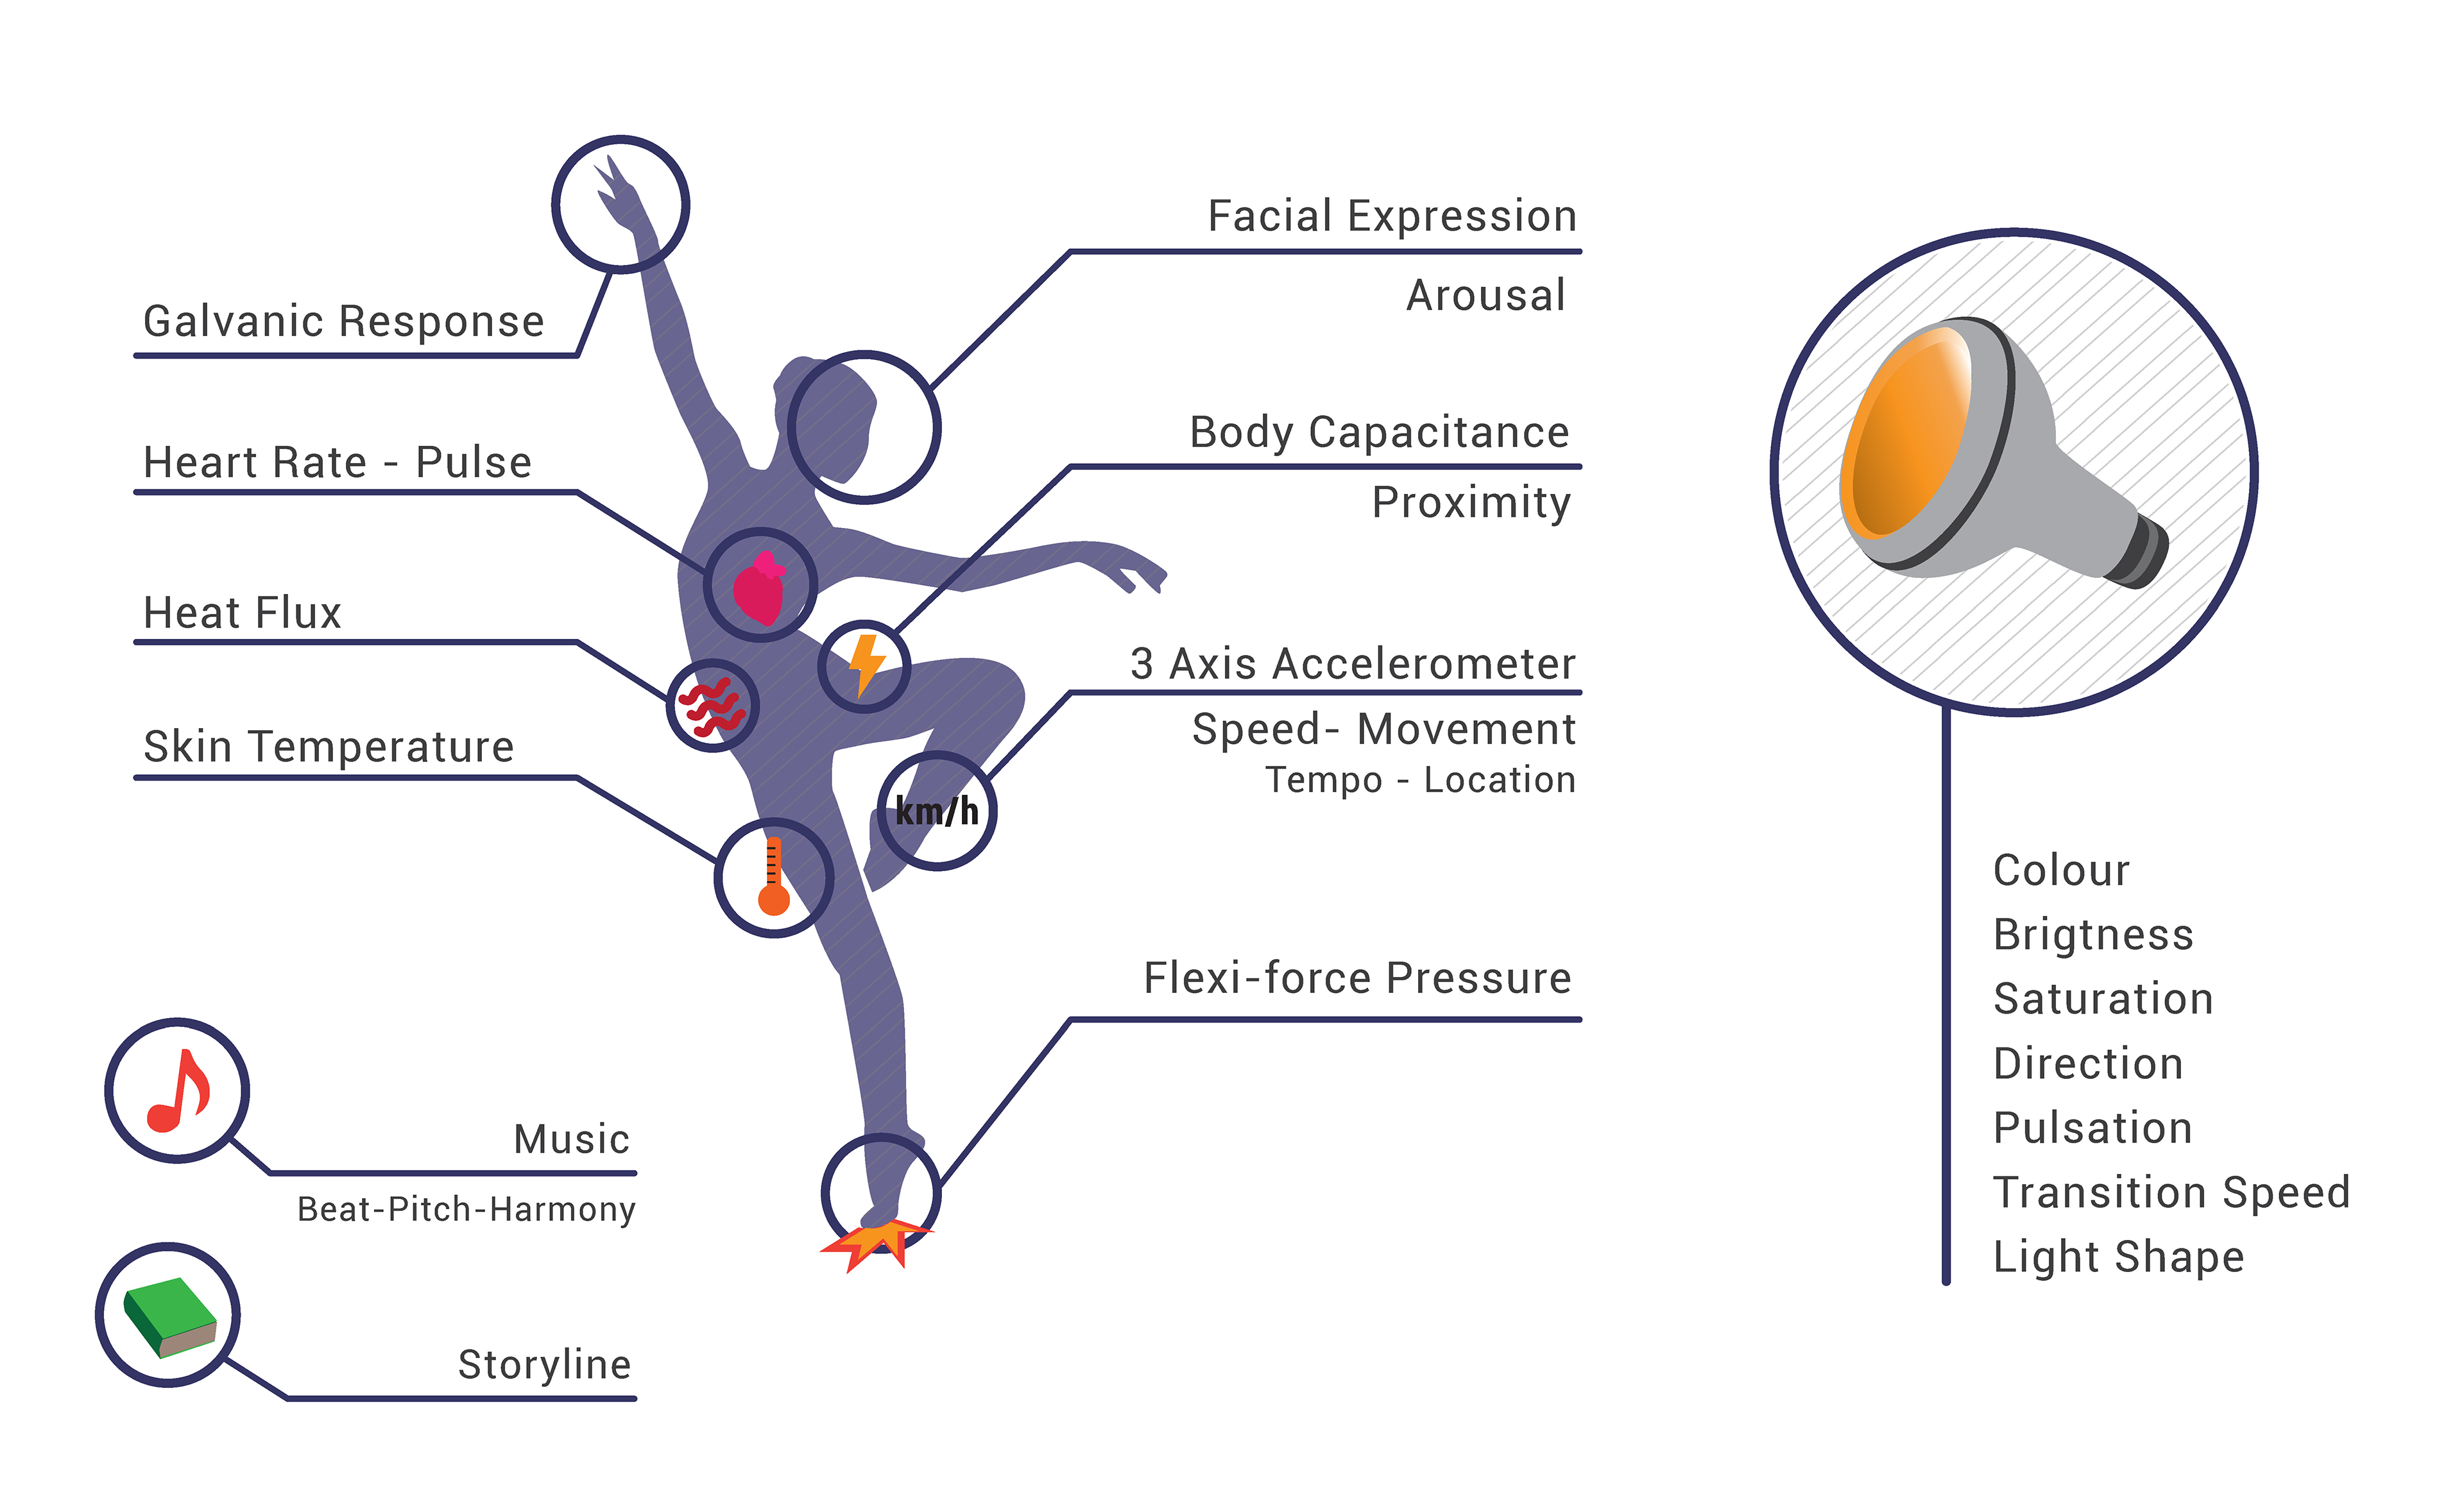 Galvanic Response
Heart Rate - Pulse
Heat Flux
Skin Temperature
Music
Beat-Pitch-Harmony
Storyline
Facial Expression
Arousal
Body Capacitance
Proximity
3 Axis Accelerometer
Speed- Movement
Tempo - Location
km/h
Flexi-force Pressure
Colour
Brigtness
Saturation
Direction
Pulsation
Transition Speed
Light Shape